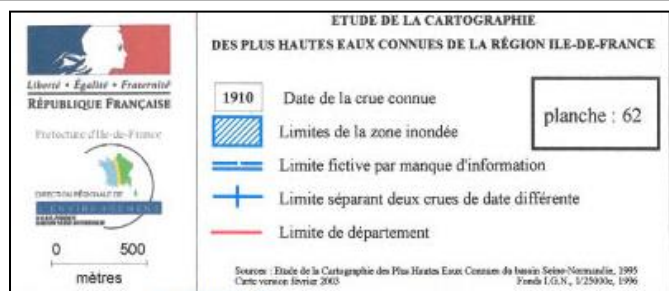 ETUDE DE LA CARTOGRAPHIE
DES PLUS HAUTES EAUX CONNUES DE LA RÉGION ILE-DE-FRANCE
Liberté • Égalité • Fraternité
RÉPUBLIQUE FRANÇAISE
Préfecture d'Ile-de-France
DIRECTION RÉGIONALE DE
L'ENVIRONNEMENT
0 500
mètres
1910 Date de la crue connue
Limites de la zone inondée
Limite fictive par manque d'information
Limite séparant deux crues de date différente
Limite de département
planche : 62
Sources : Etude de la Cartographie des Plus Hautes Eaux Connues du bassin Seine-Normandie, 1995
Carte version février 2003 Fonds I.G.N., 1/25000e, 1996